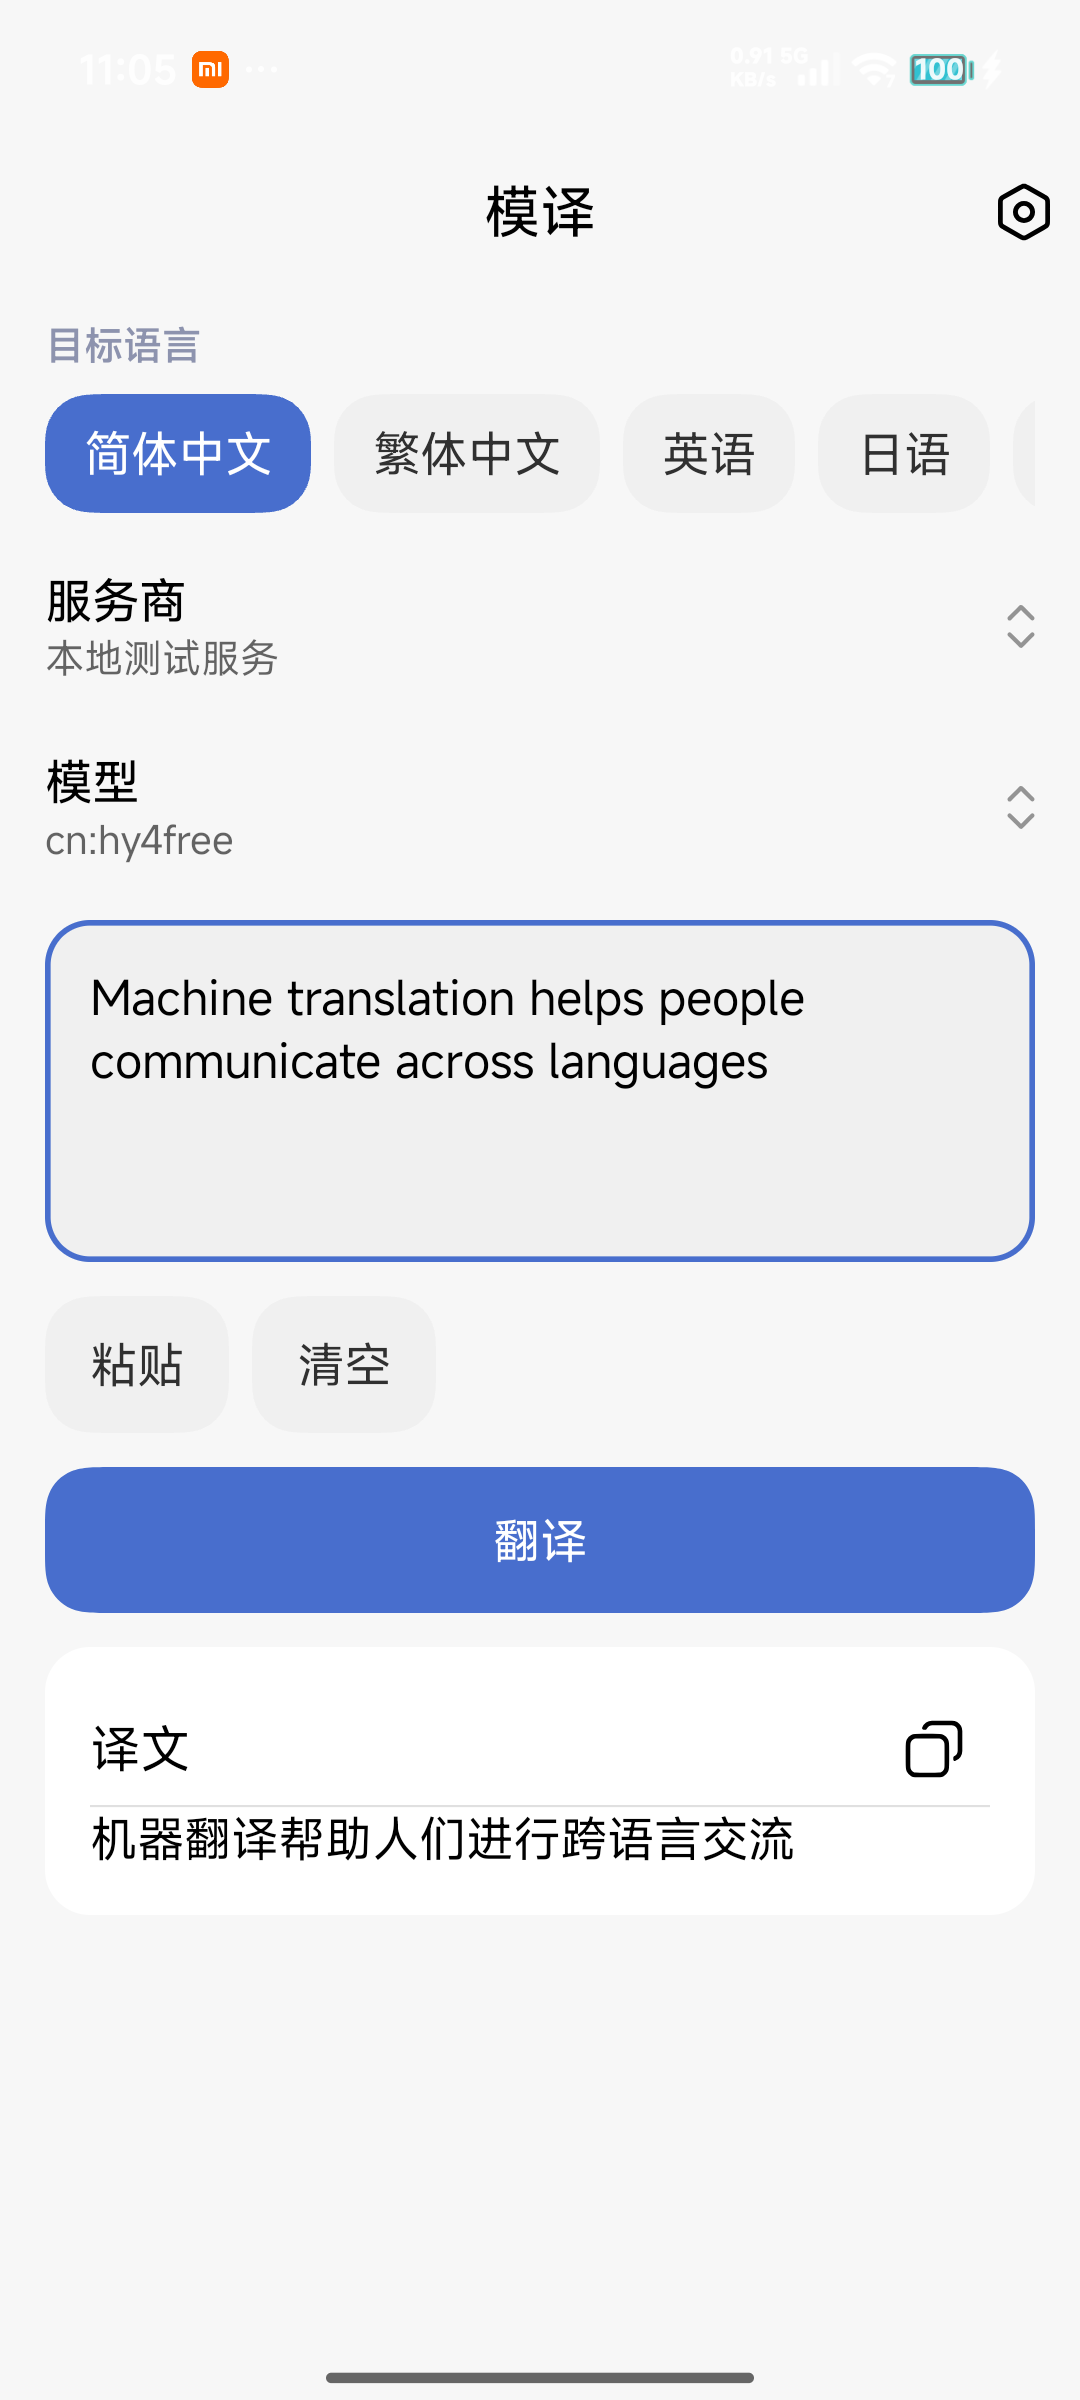 11:05
0.91 5G
KB/s
7
100
模译
目标语言
简体中文 繁体中文 英语 日语
服务商
本地测试服务
模型
cn:hy4free
Machine translation helps people
communicate across languages
粘贴 清空
翻译
译文
机器翻译帮助人们进行跨语言交流